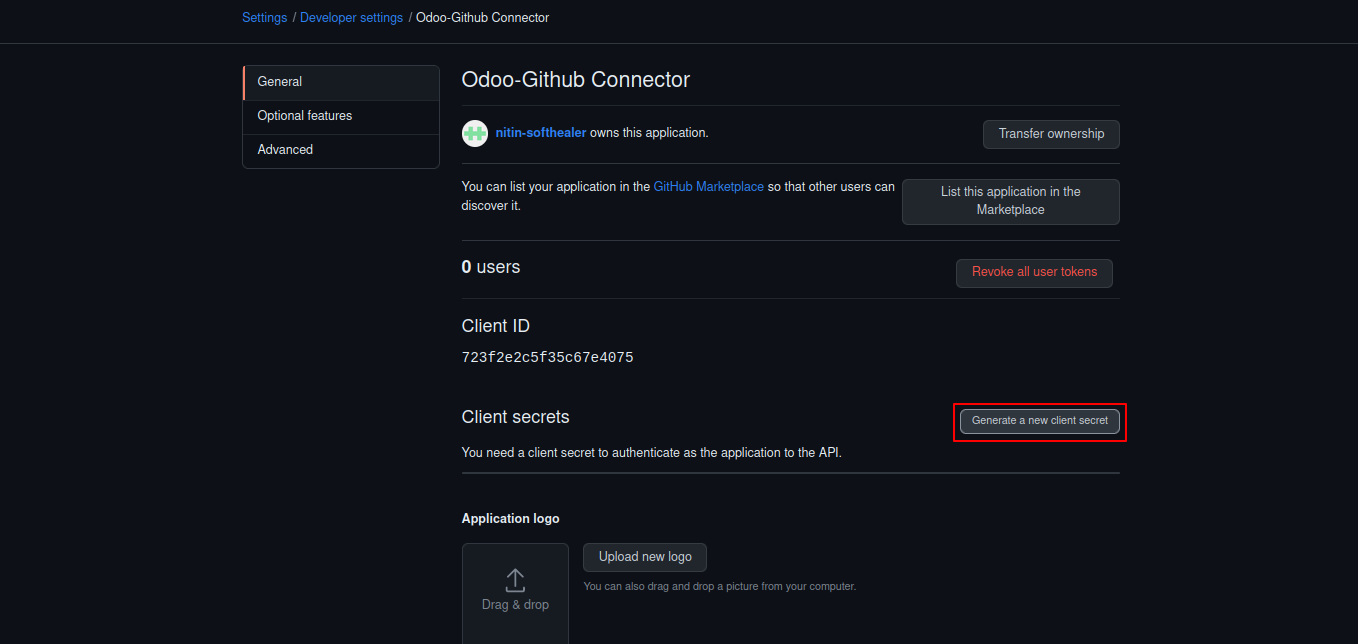 Settings / Developer settings / Odoo-Github Connector
General
Optional features
Advanced
Odoo-Github Connector
nitin-softhealer owns this application.
Transfer ownership
You can list your application in the GitHub Marketplace so that other users can
discover it.
List this application in the
Marketplace
0 users
Revoke all user tokens
Client ID
723f2e2c5f35c67e4075
Client secrets
Generate a new client secret
You need a client secret to authenticate as the application to the API.
Application logo
Drag & drop
Upload new logo
You can also drag and drop a picture from your computer.